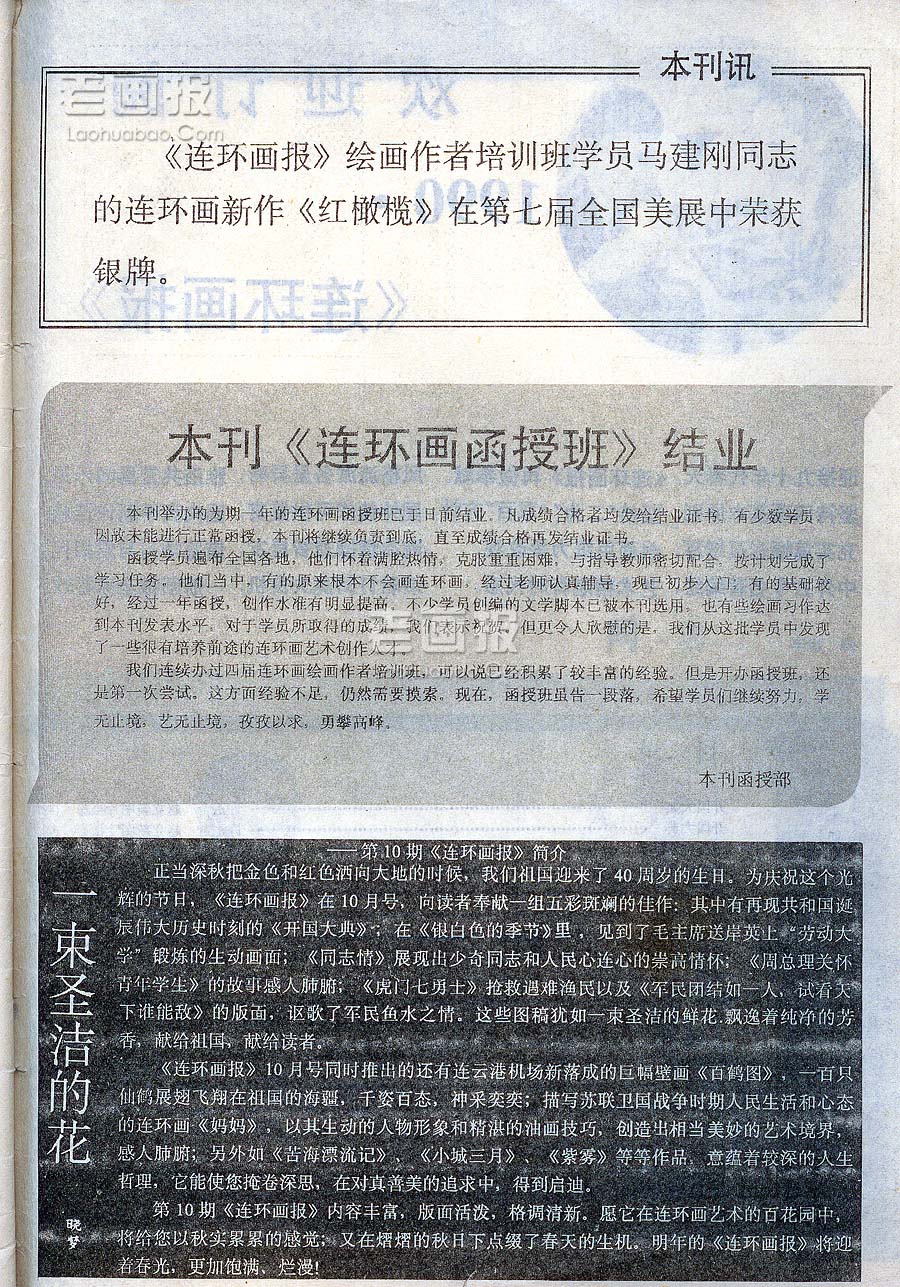 本刊讯
老画报
Laohuabao.Com
《连环画报》绘画作者培训班学员马建刚同志
的连环画新作《红橄榄》在第七届全国美展中荣获
银牌。
本刊《连环画函授班》结业
本刊举办的为期一年的连环画函授班已于日前结业。凡成绩合格者均发给结业证书。有少数学员
因故未能进行正常函授,本刊将继续负责到底,直至成绩合格再发结业证书。
函授学员遍布全国各地,他们怀着满腔热情,克服重重困难,与指导教师密切配合,按计划完成了
学习任务。他们当中,有的原来根本不会画连环画,经过老师认真辅导,现已初步入门;有的基础较
好,经过一年函授,创作水准有明显提高。不少学员创编的文学脚本已被本刊选用,也有些绘画习作达
到本刊发表水平。对于学员所取得的成绩,我们表示祝贺。但更令人欣慰的是,我们从这批学员中发现
了一些很有培养前途的连环画艺术创作人才。
我们连续办过四届连环画绘画作者培训班,可以说已经积累了较丰富的经验。但是开办函授班,还
是第一次尝试。这方面经验不足,仍然需要摸索。现在,函授班虽告一段落,希望学员们继续努力,学
无止境,艺无止境,孜孜以求,勇攀高峰。
本刊函授部
一束圣洁的花
——第10期《连环画报》简介
正当深秋把金色和红色洒向大地的时候,我们祖国迎来了40周岁的生日。为庆祝这个光
辉的节日,《连环画报》在10月号,向读者奉献一组五彩斑斓的佳作:其中有再现共和国诞
辰伟大历史时刻的《开国大典》;在《银白色的季节》里,见到了毛主席送岸英上“劳动大
学”锻炼的生动画面;《同志情》展现出少奇同志和人民心连心的崇高情怀;《周总理关怀
青年学生》的故事感人肺腑;《虎门七勇士》抢救遇难渔民以及《军民团结如一人,试看天
下谁能敌》的版面,讴歌了军民鱼水之情。这些图稿犹如一束圣洁的鲜花,飘逸着纯净的芳
香,献给祖国,献给读者。
《连环画报》10月号同时推出的还有连云港机场新落成的巨幅壁画《百鹤图》,一百只
仙鹤展翅飞翔在祖国的海疆,千姿百态,神采奕奕;描写苏联卫国战争时期人民生活和心态
的连环画《妈妈》,以其生动的人物形象和精湛的油画技巧,创造出相当美妙的艺术境界,
感人肺腑;另外如《苦海漂流记》、《小城三月》、《紫雾》等等作品,意蕴着较深的人生
哲理,它能使您掩卷深思,在对真善美的追求中,得到启迪。
第10期《连环画报》内容丰富,版面活泼,格调清新。愿它在连环画艺术的百花园中,
将给您以秋实累累的感觉;又在熠熠的秋日下点缀了春天的生机。明年的《连环画报》将迎
着春光,更加饱满、烂漫!
晓梦